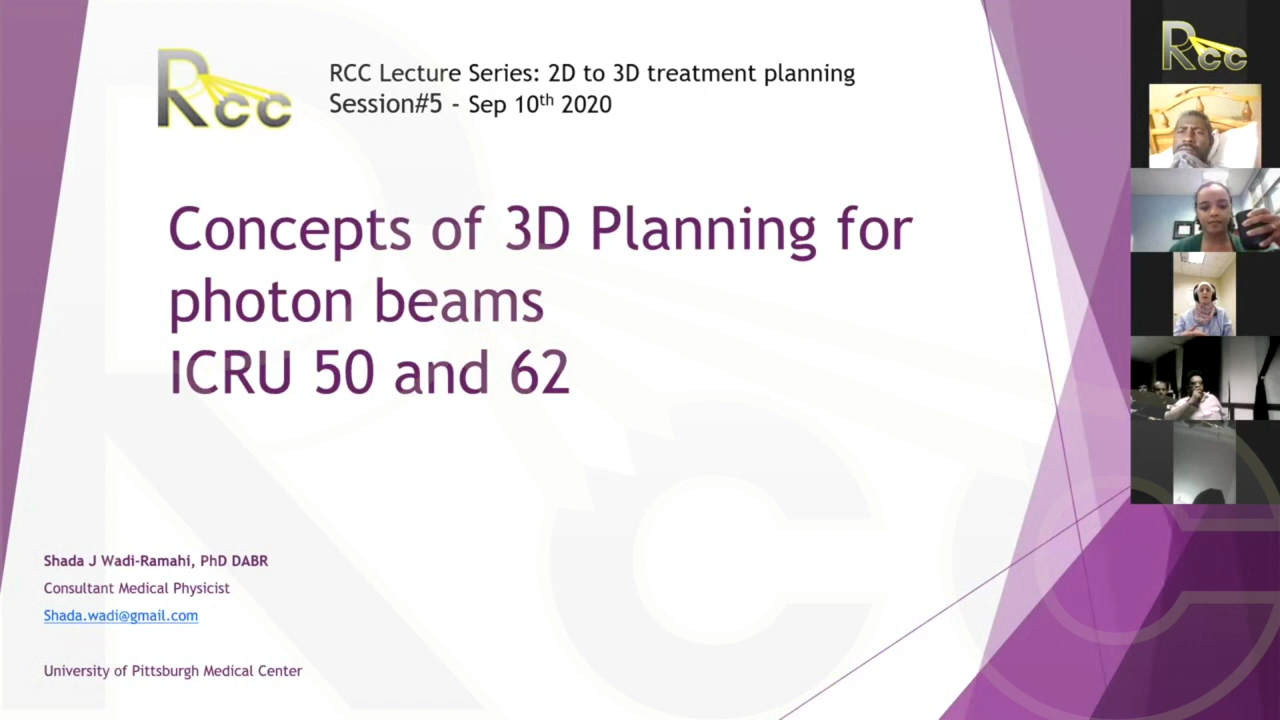 Rcc
RCC Lecture Series: 2D to 3D treatment planning
Session#5 - Sep 10th 2020
Concepts of 3D Planning for
photon beams
ICRU 50 and 62
Shada J Wadi-Ramahi, PhD DABR
Consultant Medical Physicist
Shada.wadi@gmail.com
University of Pittsburgh Medical Center
Rcc